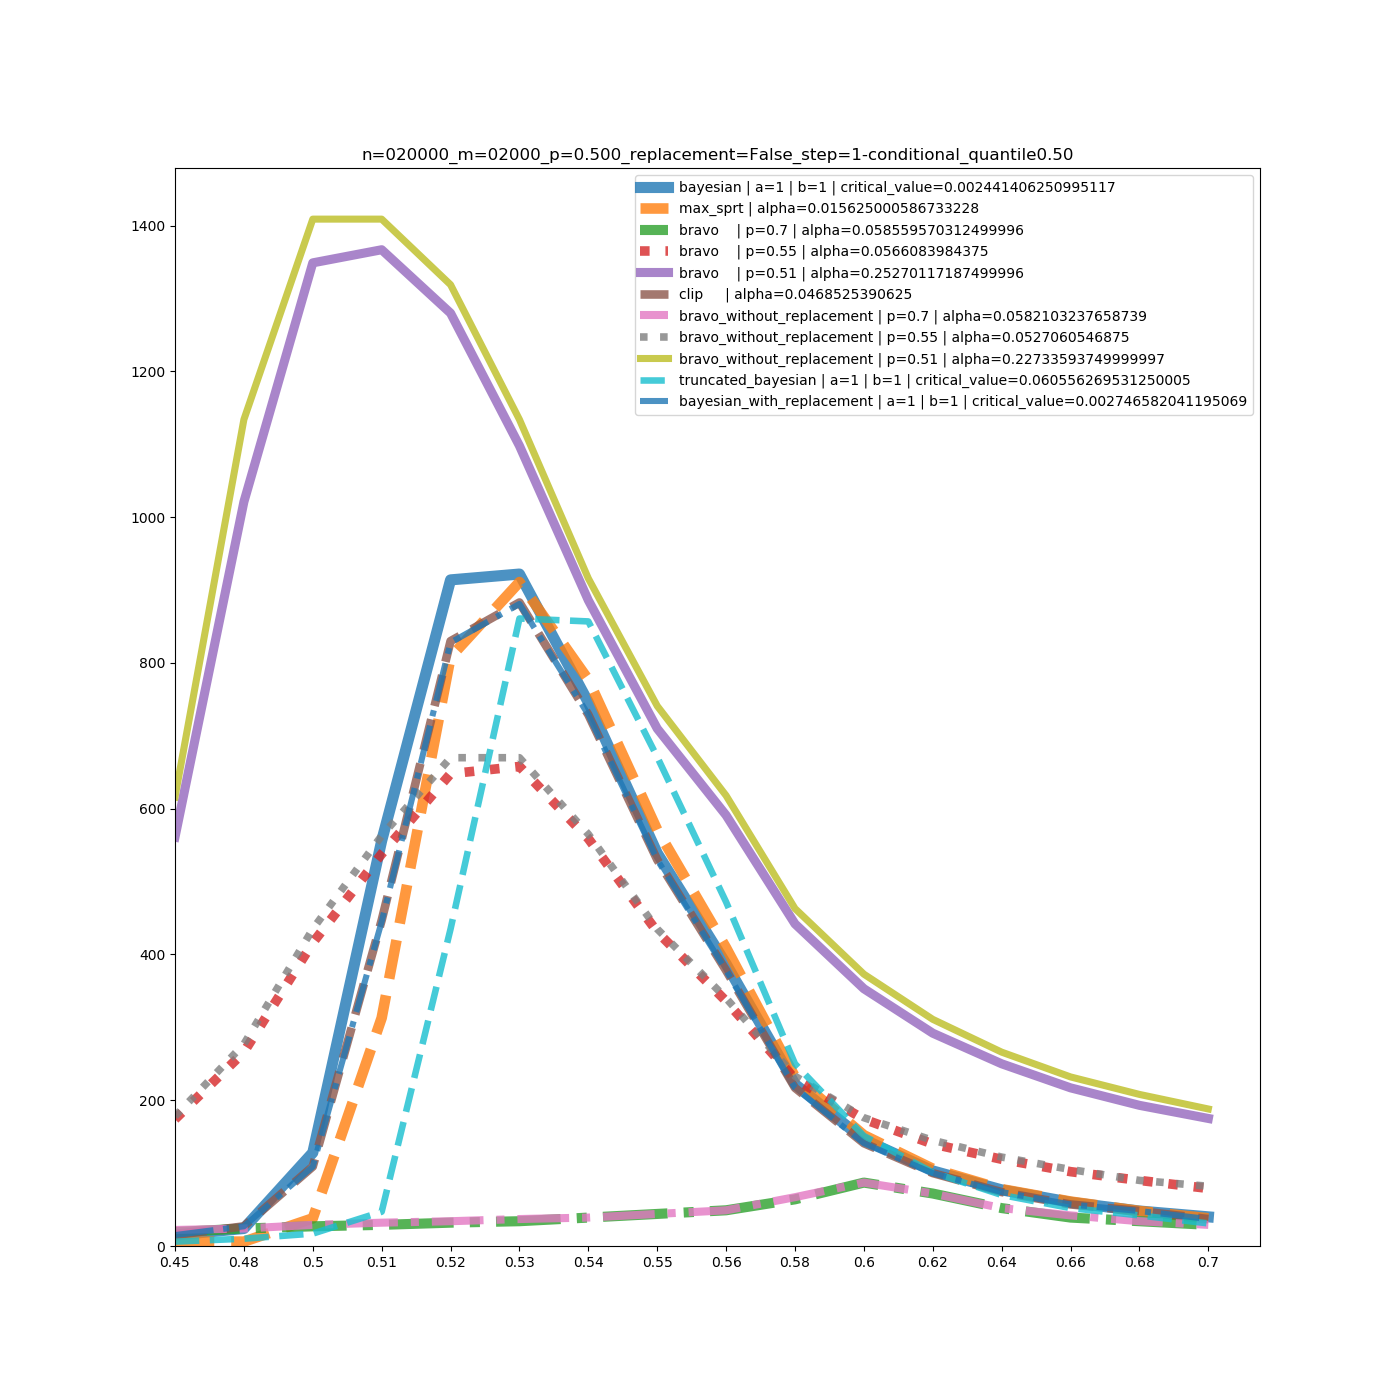 n=020000_m=02000_p=0.500_replacement=False_step=1-conditional_quantile0.50
bayesian | a=1 | b=1 | critical_value=0.002441406250995117
max_sprt | alpha=0.015625000586733228
bravo | p=0.7 | alpha=0.058559570312499996
bravo | p=0.55 | alpha=0.0566083984375
bravo | p=0.51 | alpha=0.25270117187499996
clip | alpha=0.0468525390625
bravo_without_replacement | p=0.7 | alpha=0.0582103237658739
bravo_without_replacement | p=0.55 | alpha=0.0527060546875
bravo_without_replacement | p=0.51 | alpha=0.22733593749999997
truncated_bayesian | a=1 | b=1 | critical_value=0.060556269531250005
bayesian_with_replacement | a=1 | b=1 | critical_value=0.002746582041195069
1400
1200
1000
800
600
400
200
0
0.45 0.48 0.5 0.51 0.52 0.53 0.54 0.55 0.56 0.58 0.6 0.62 0.64 0.66 0.68 0.7